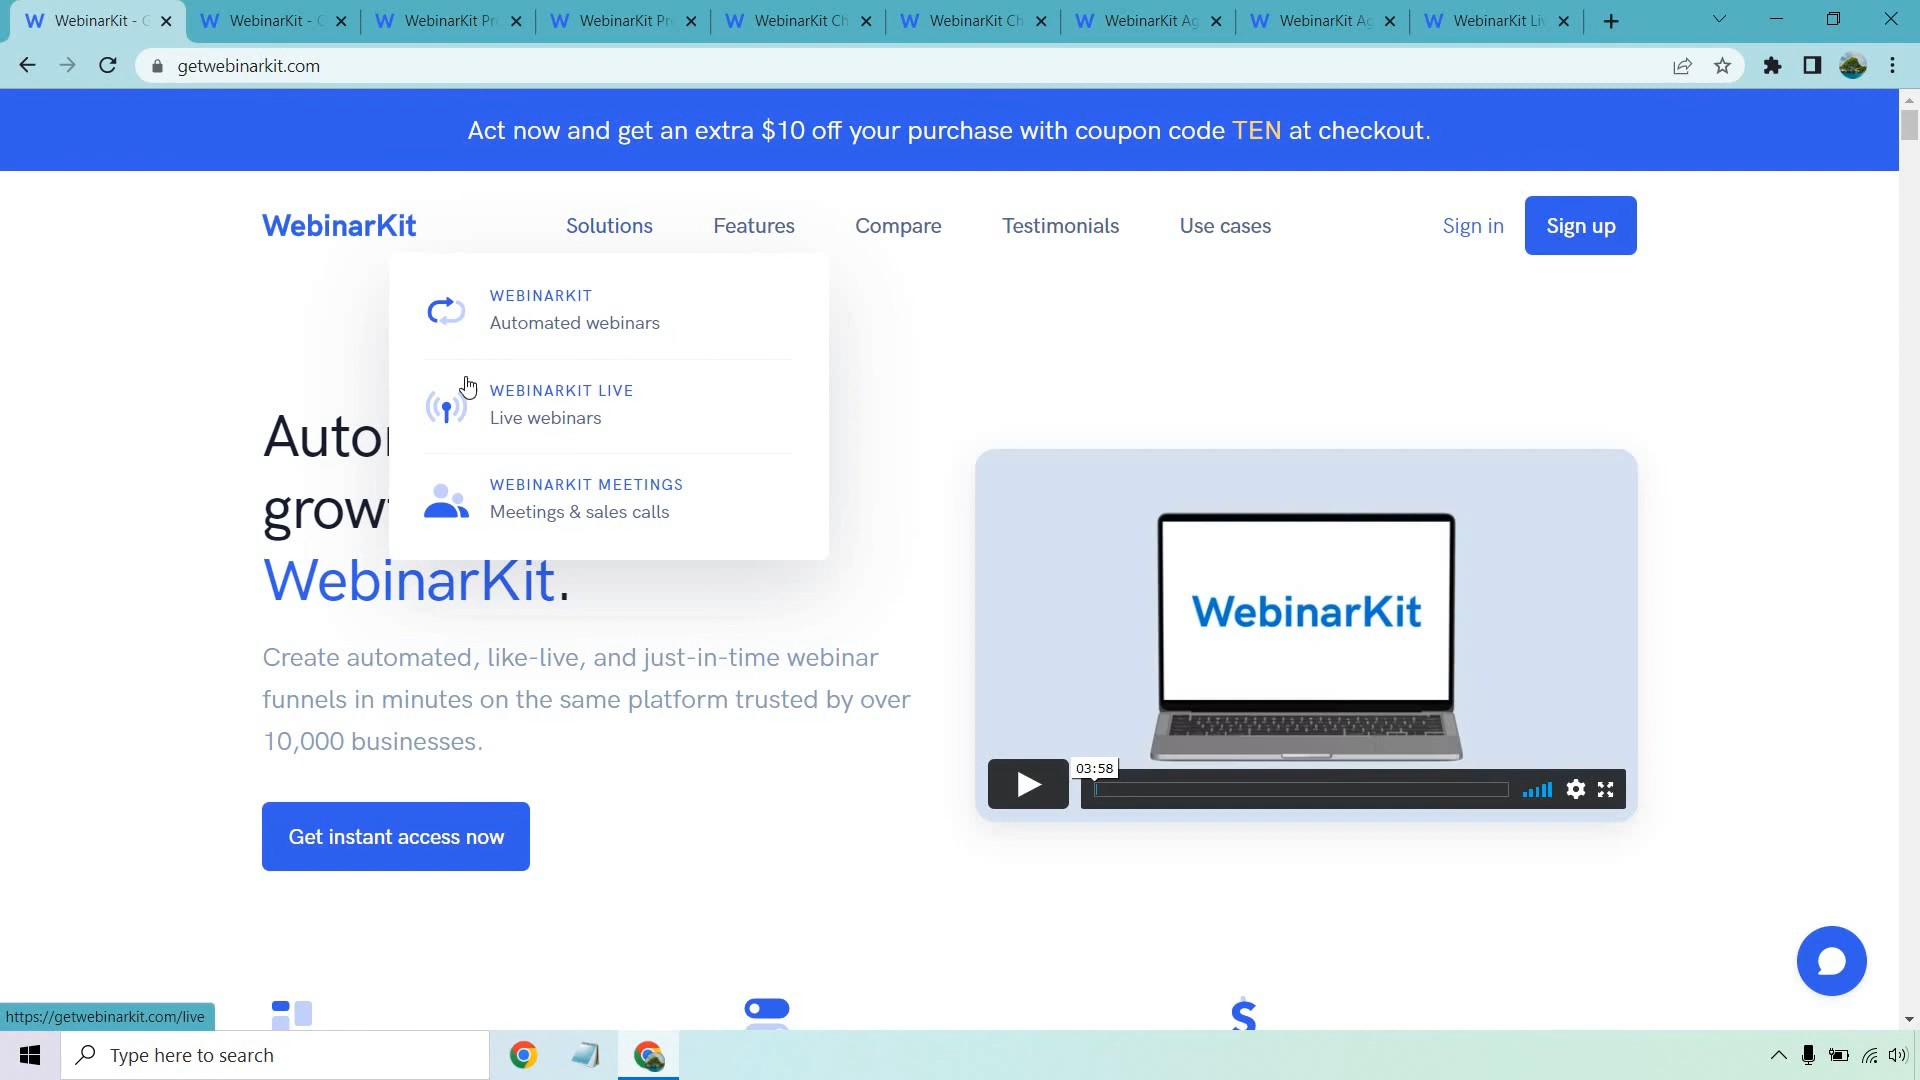 WebinarKit - G
WebinarKit - C
WebinarKit Pr
WebinarKit Pr
WebinarKit Ch
WebinarKit Ch
WebinarKit Ag
WebinarKit Ag
WebinarKit Li
getwebinarkit.com
Act now and get an extra $10 off your purchase with coupon code TEN at checkout.
WebinarKit
Solutions
Features
Compare
Testimonials
Use cases
Sign in
Sign up
WEBINARKIT
Automated webinars
WEBINARKIT LIVE
Live webinars
WEBINARKIT MEETINGS
Meetings & sales calls
Auto
grow
WebinarKit.
Create automated, like-live, and just-in-time webinar
funnels in minutes on the same platform trusted by over
10,000 businesses.
Get instant access now
WebinarKit
03:58
https://getwebinarkit.com/live
Type here to search